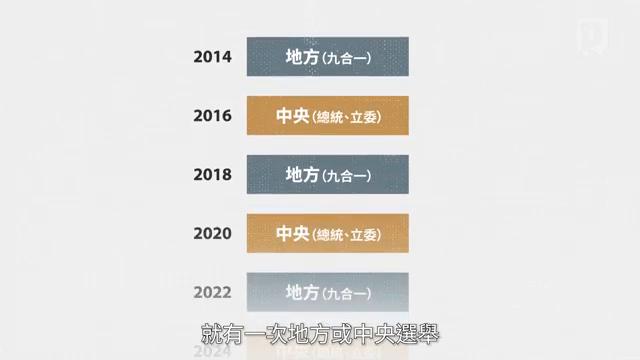 2014 地方(九合一)
2016 中央(總統、立委)
2018 地方(九合一)
2020 中央(總統、立委)
2022 地方(九合一)
就有一次地方或中央選舉
2024